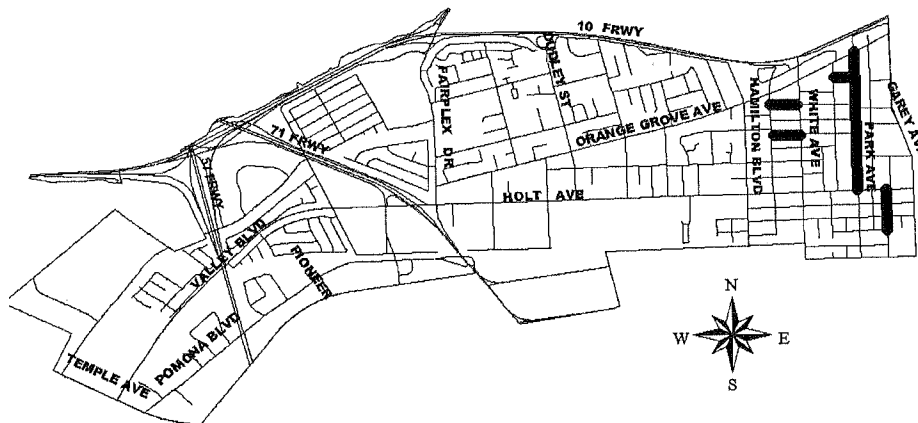 10 FRWY
DUDLEY ST
FAIRPLEX DR
HAMILTON BLVD
WHITE AVE
PARK AVE
GAREY AVE
ORANGE GROVE AVE
71 FRWY
57 FRWY
HOLT AVE
VALLEY BLVD
PIONEER
POMONA BLVD
TEMPLE AVE
N
W E
S